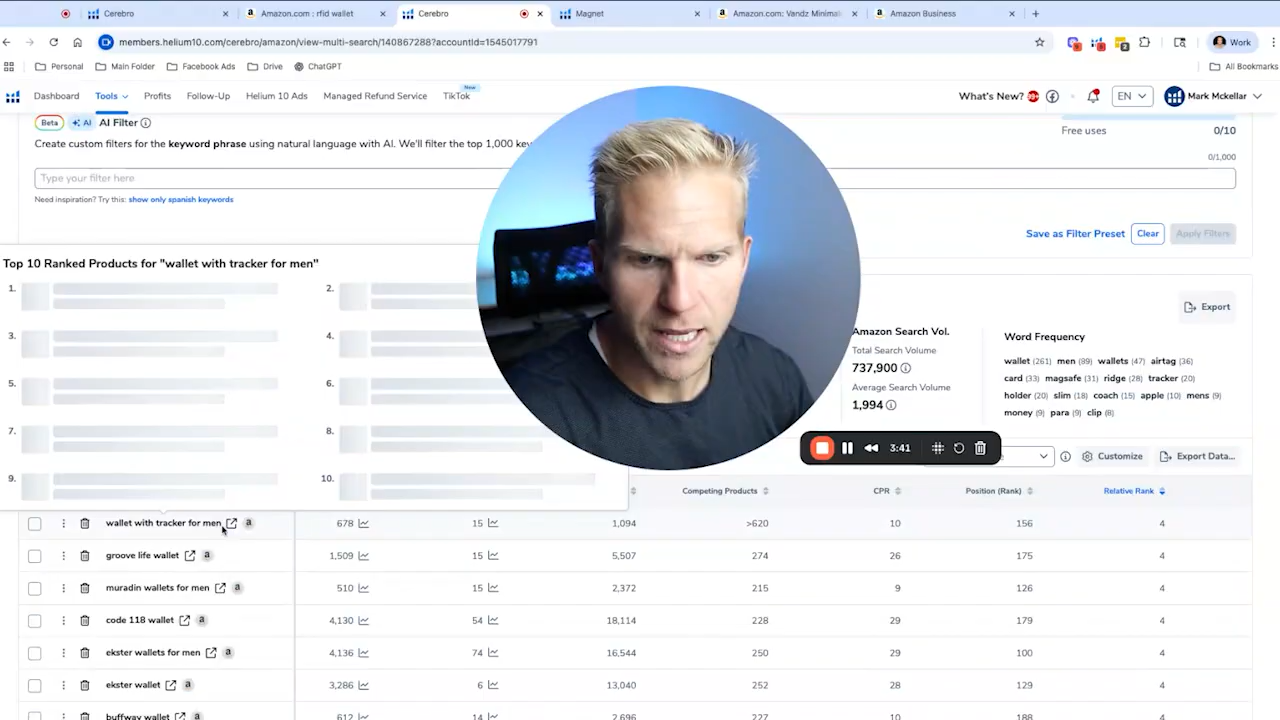 Cerebro
Amazon.com : rfid wallet
Cerebro
Magnet
Amazon.com: Vandz Minimali
Amazon Business
members.helium10.com/cerebro/amazon/view-multi-search/140867288?accountId=1545017791
Work
Personal
Main Folder
Facebook Ads
Drive
ChatGPT
All Bookmarks
Dashboard
Tools
Profits
Follow-Up
Helium 10 Ads
Managed Refund Service
TikTok
New
What's New?
EN
Mark Mckellar
Beta
AI
AI Filter
Free uses
0/10
Create custom filters for the keyword phrase using natural language with AI. We'll filter the top 1,000 key
0/1,000
Type your filter here
Need inspiration? Try this: show only spanish keywords
Save as Filter Preset
Clear
Apply Filters
Top 10 Ranked Products for "wallet with tracker for men"
1.
2.
3.
4.
5.
6.
7.
8.
9.
10.
Export
Amazon Search Vol.
Total Search Volume
737,900
Average Search Volume
1,994
Word Frequency
wallet (261) men (89) wallets (47) airtag (36)
card (33) magsafe (31) ridge (28) tracker (20)
holder (20) slim (18) coach (15) apple (10) mens (9)
money (9) para (9) clip (8)
3:41
Customize
Export Data...
Competing Products
CPR
Position (Rank)
Relative Rank
wallet with tracker for men 678 15 1,094 >620 10 156 4
groove life wallet 1,509 15 5,507 274 26 175 4
muradin wallets for men 510 15 2,372 215 9 126 4
code 118 wallet 4,130 54 18,114 228 29 179 4
ekster wallets for men 4,136 74 16,544 250 29 100 4
ekster wallet 3,286 6 13,040 252 28 129 4
buffway wallet 612 14 2,696 227 10 188 4